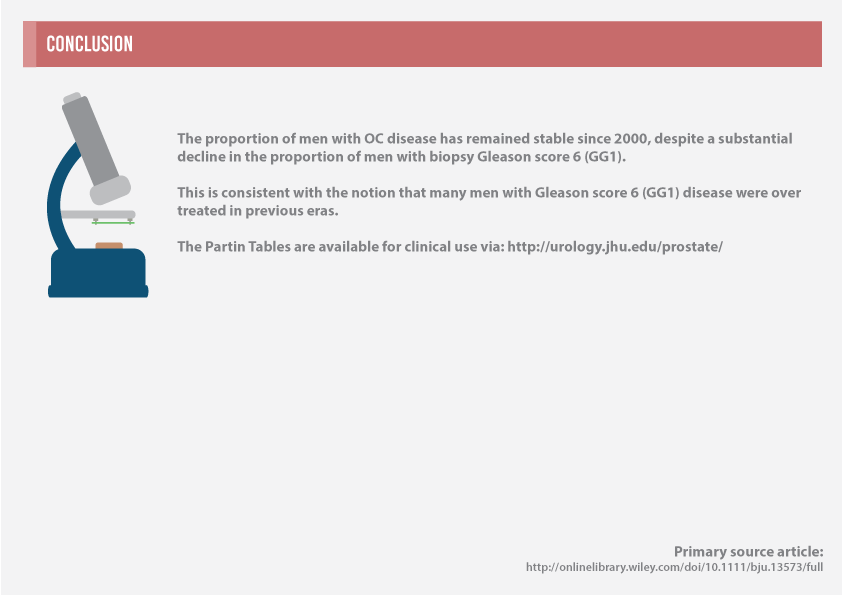 CONCLUSION
The proportion of men with OC disease has remained stable since 2000, despite a substantial
decline in the proportion of men with biopsy Gleason score 6 (GG1).
This is consistent with the notion that many men with Gleason score 6 (GG1) disease were over
treated in previous eras.
The Partin Tables are available for clinical use via: http://urology.jhu.edu/prostate/
Primary source article:
http://onlinelibrary.wiley.com/doi/10.1111/bju.13573/full